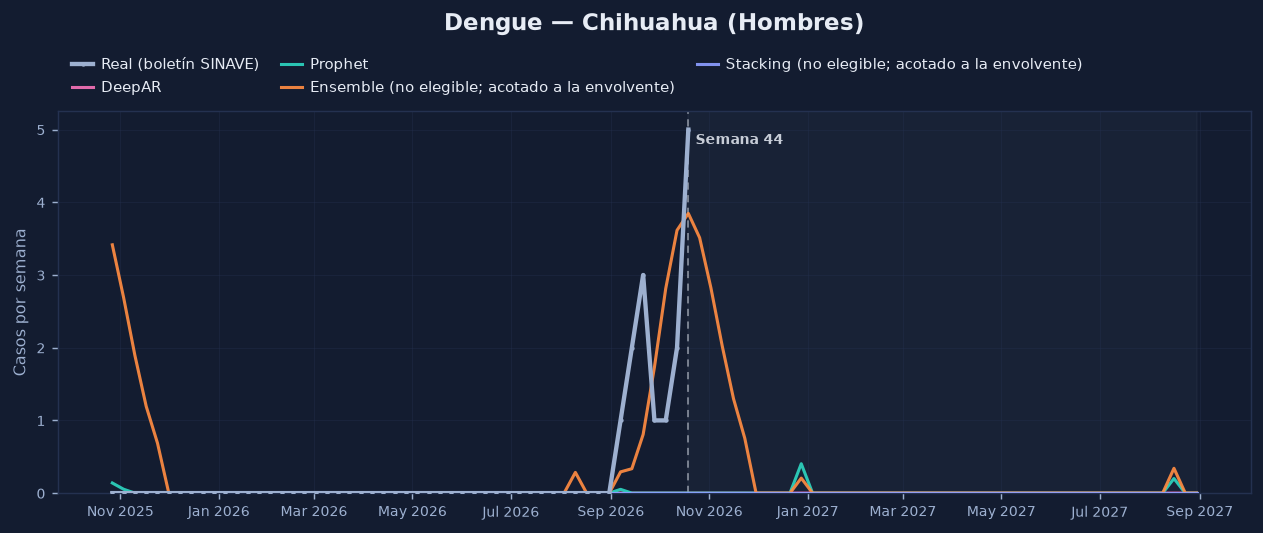 Dengue — Chihuahua (Hombres)
Real (boletín SINAVE)
Prophet
Stacking (no elegible; acotado a la envolvente)
DeepAR
Ensemble (no elegible; acotado a la envolvente)
Semana 44
Casos por semana
5
4
3
2
1
0
Nov 2025
Jan 2026
Mar 2026
May 2026
Jul 2026
Sep 2026
Nov 2026
Jan 2027
Mar 2027
May 2027
Jul 2027
Sep 2027